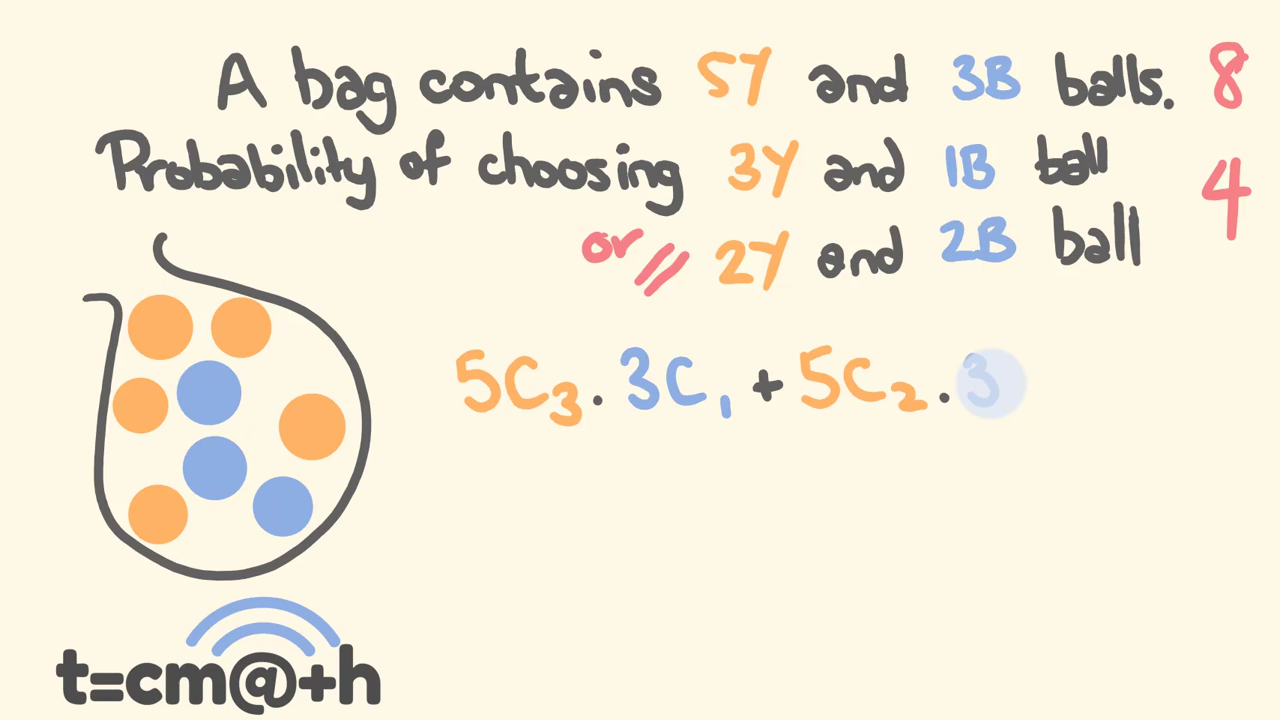 A bag contains 5Y and 3B balls. 8
Probability of choosing 3Y and 1B ball 4
or // 2Y and 2B ball
5C₃ . 3C₁ + 5C₂ . 3
t=cm@+h